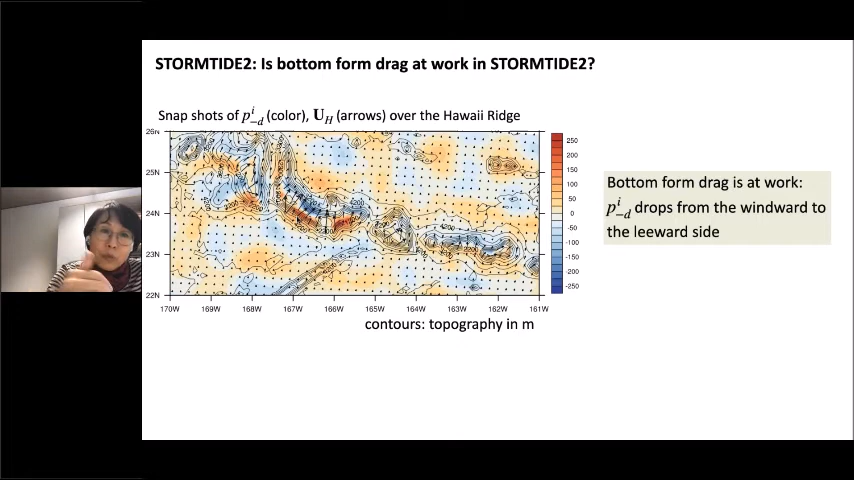 STORMTIDE2: Is bottom form drag at work in STORMTIDE2?
Snap shots of p^i_{-d} (color), U_H (arrows) over the Hawaii Ridge
26N
25N
24N
23N
22N
170W 169W 168W 167W 166W 165W 164W 163W 162W 161W
250
200
150
100
50
0
-50
-100
-150
-200
-250
contours: topography in m
Bottom form drag is at work:
p^i_{-d} drops from the windward to
the leeward side